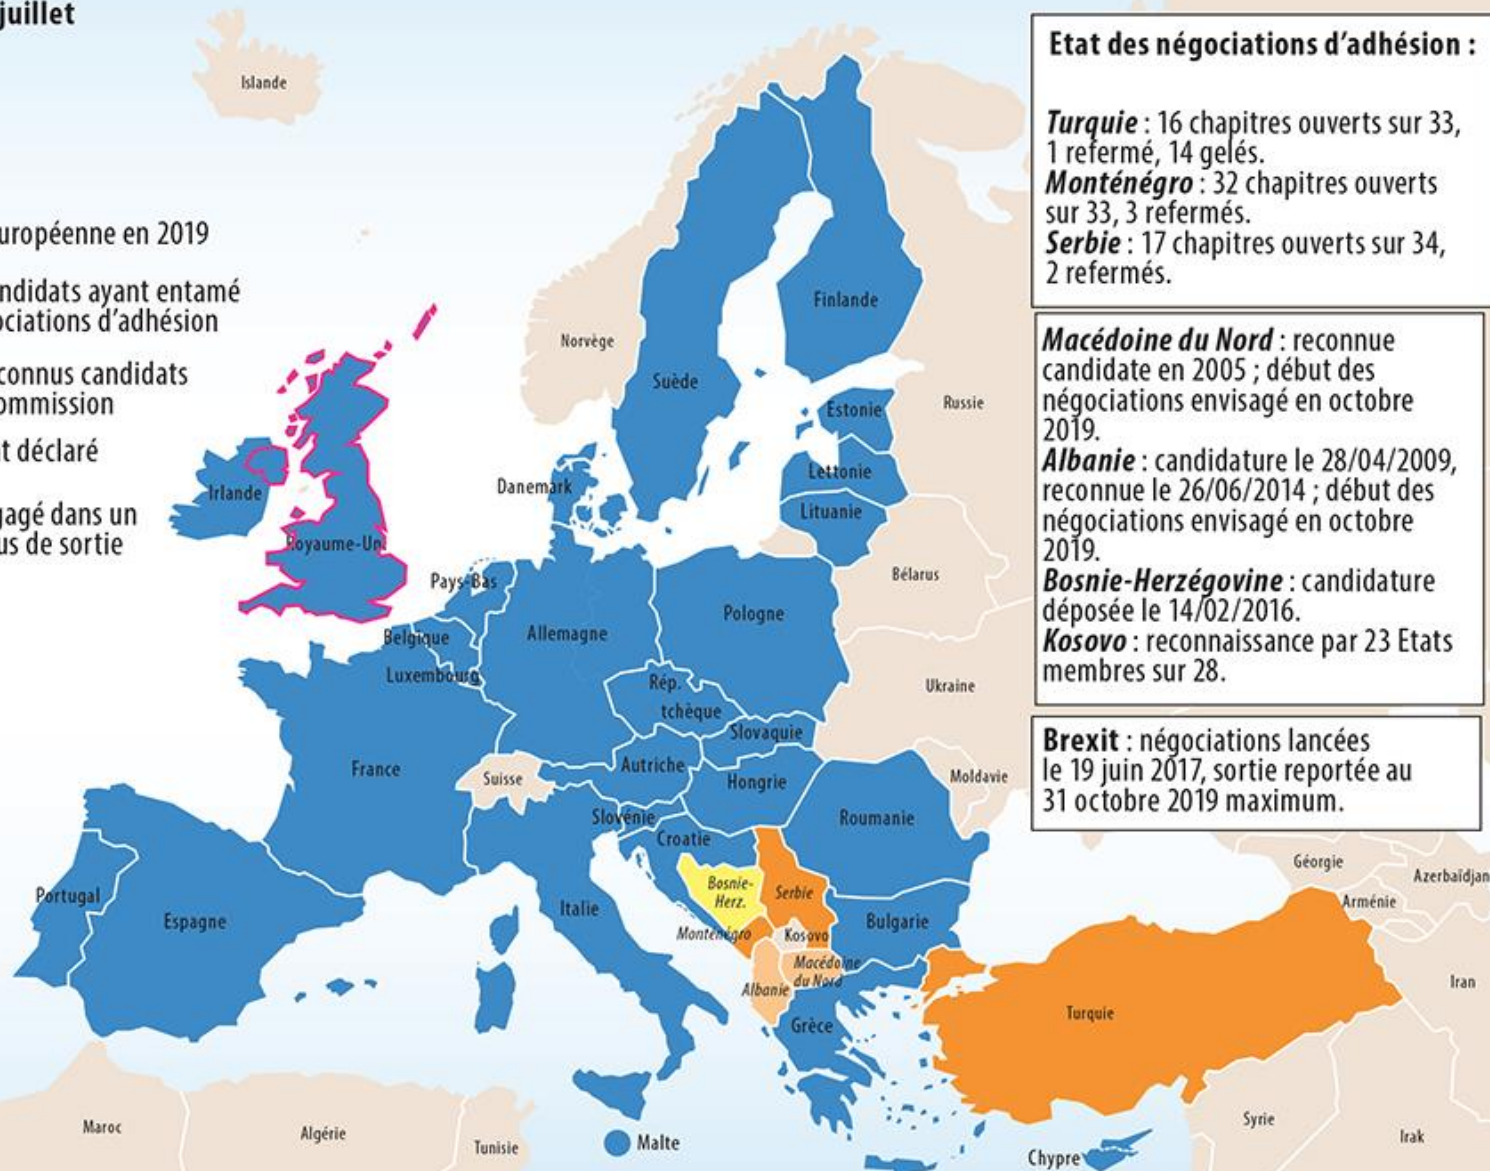 juillet
uropéenne en 2019
ndidats ayant entamé
ociations d'adhésion
connus candidats
ommission
t déclaré
gagé dans un
us de sortie
Etat des négociations d'adhésion :
Turquie : 16 chapitres ouverts sur 33,
1 refermé, 14 gelés.
Monténégro : 32 chapitres ouverts
sur 33, 3 refermés.
Serbie : 17 chapitres ouverts sur 34,
2 refermés.
Macédoine du Nord : reconnue
candidate en 2005 ; début des
négociations envisagé en octobre
2019.
Albanie : candidature le 28/04/2009,
reconnue le 26/06/2014 ; début des
négociations envisagé en octobre
2019.
Bosnie-Herzégovine : candidature
déposée le 14/02/2016.
Kosovo : reconnaissance par 23 Etats
membres sur 28.
Brexit : négociations lancées
le 19 juin 2017, sortie reportée au
31 octobre 2019 maximum.
Islande
Norvège
Suède
Finlande
Russie
Estonie
Lettonie
Lituanie
Danemark
Irlande
Royaume-Uni
Pays-Bas
Bélarus
Belgique
Allemagne
Pologne
Luxembourg
Rép.
tchèque
Ukraine
Slovaquie
France
Suisse
Autriche
Hongrie
Moldavie
Slovénie
Croatie
Roumanie
Géorgie
Azerbaïdjan
Arménie
Portugal
Espagne
Italie
Bosnie-
Herz.
Serbie
Bulgarie
Monténégro
Kosovo
Macédoine
du Nord
Albanie
Iran
Turquie
Grèce
Maroc
Algérie
Tunisie
Malte
Chypre
Syrie
Irak